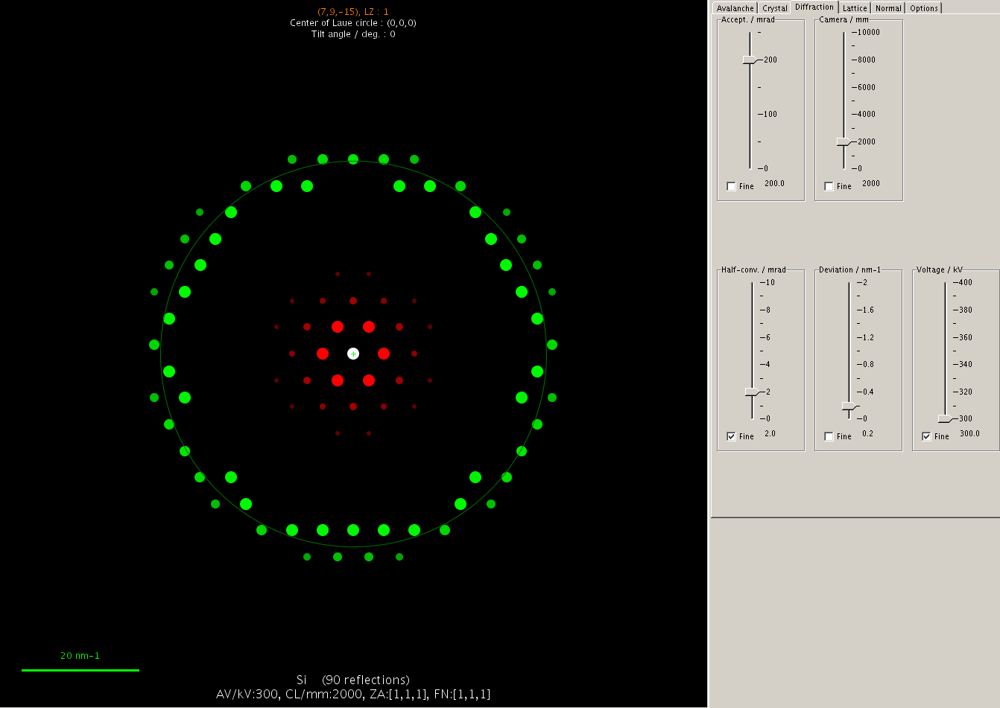 (7,9,-15), LZ : 1
Center of Laue circle : (0,0,0)
Tilt angle / deg. : 0
20 nm-1
Si (90 reflections)
AV/kV:300, CL/mm:2000, ZA:[1,1,1], FN:[1,1,1]
Avalanche Crystal Diffraction Lattice Normal Options
Accept. / mrad
200
100
0
Fine 200.0
Camera / mm
10000
8000
6000
4000
2000
0
Fine 2000
Half-conv. / mrad
10
8
6
4
2
0
Fine 2.0
Deviation / nm-1
2
1.6
1.2
0.8
0.4
0
Fine 0.2
Voltage / kV
400
380
360
340
320
300
Fine 300.0